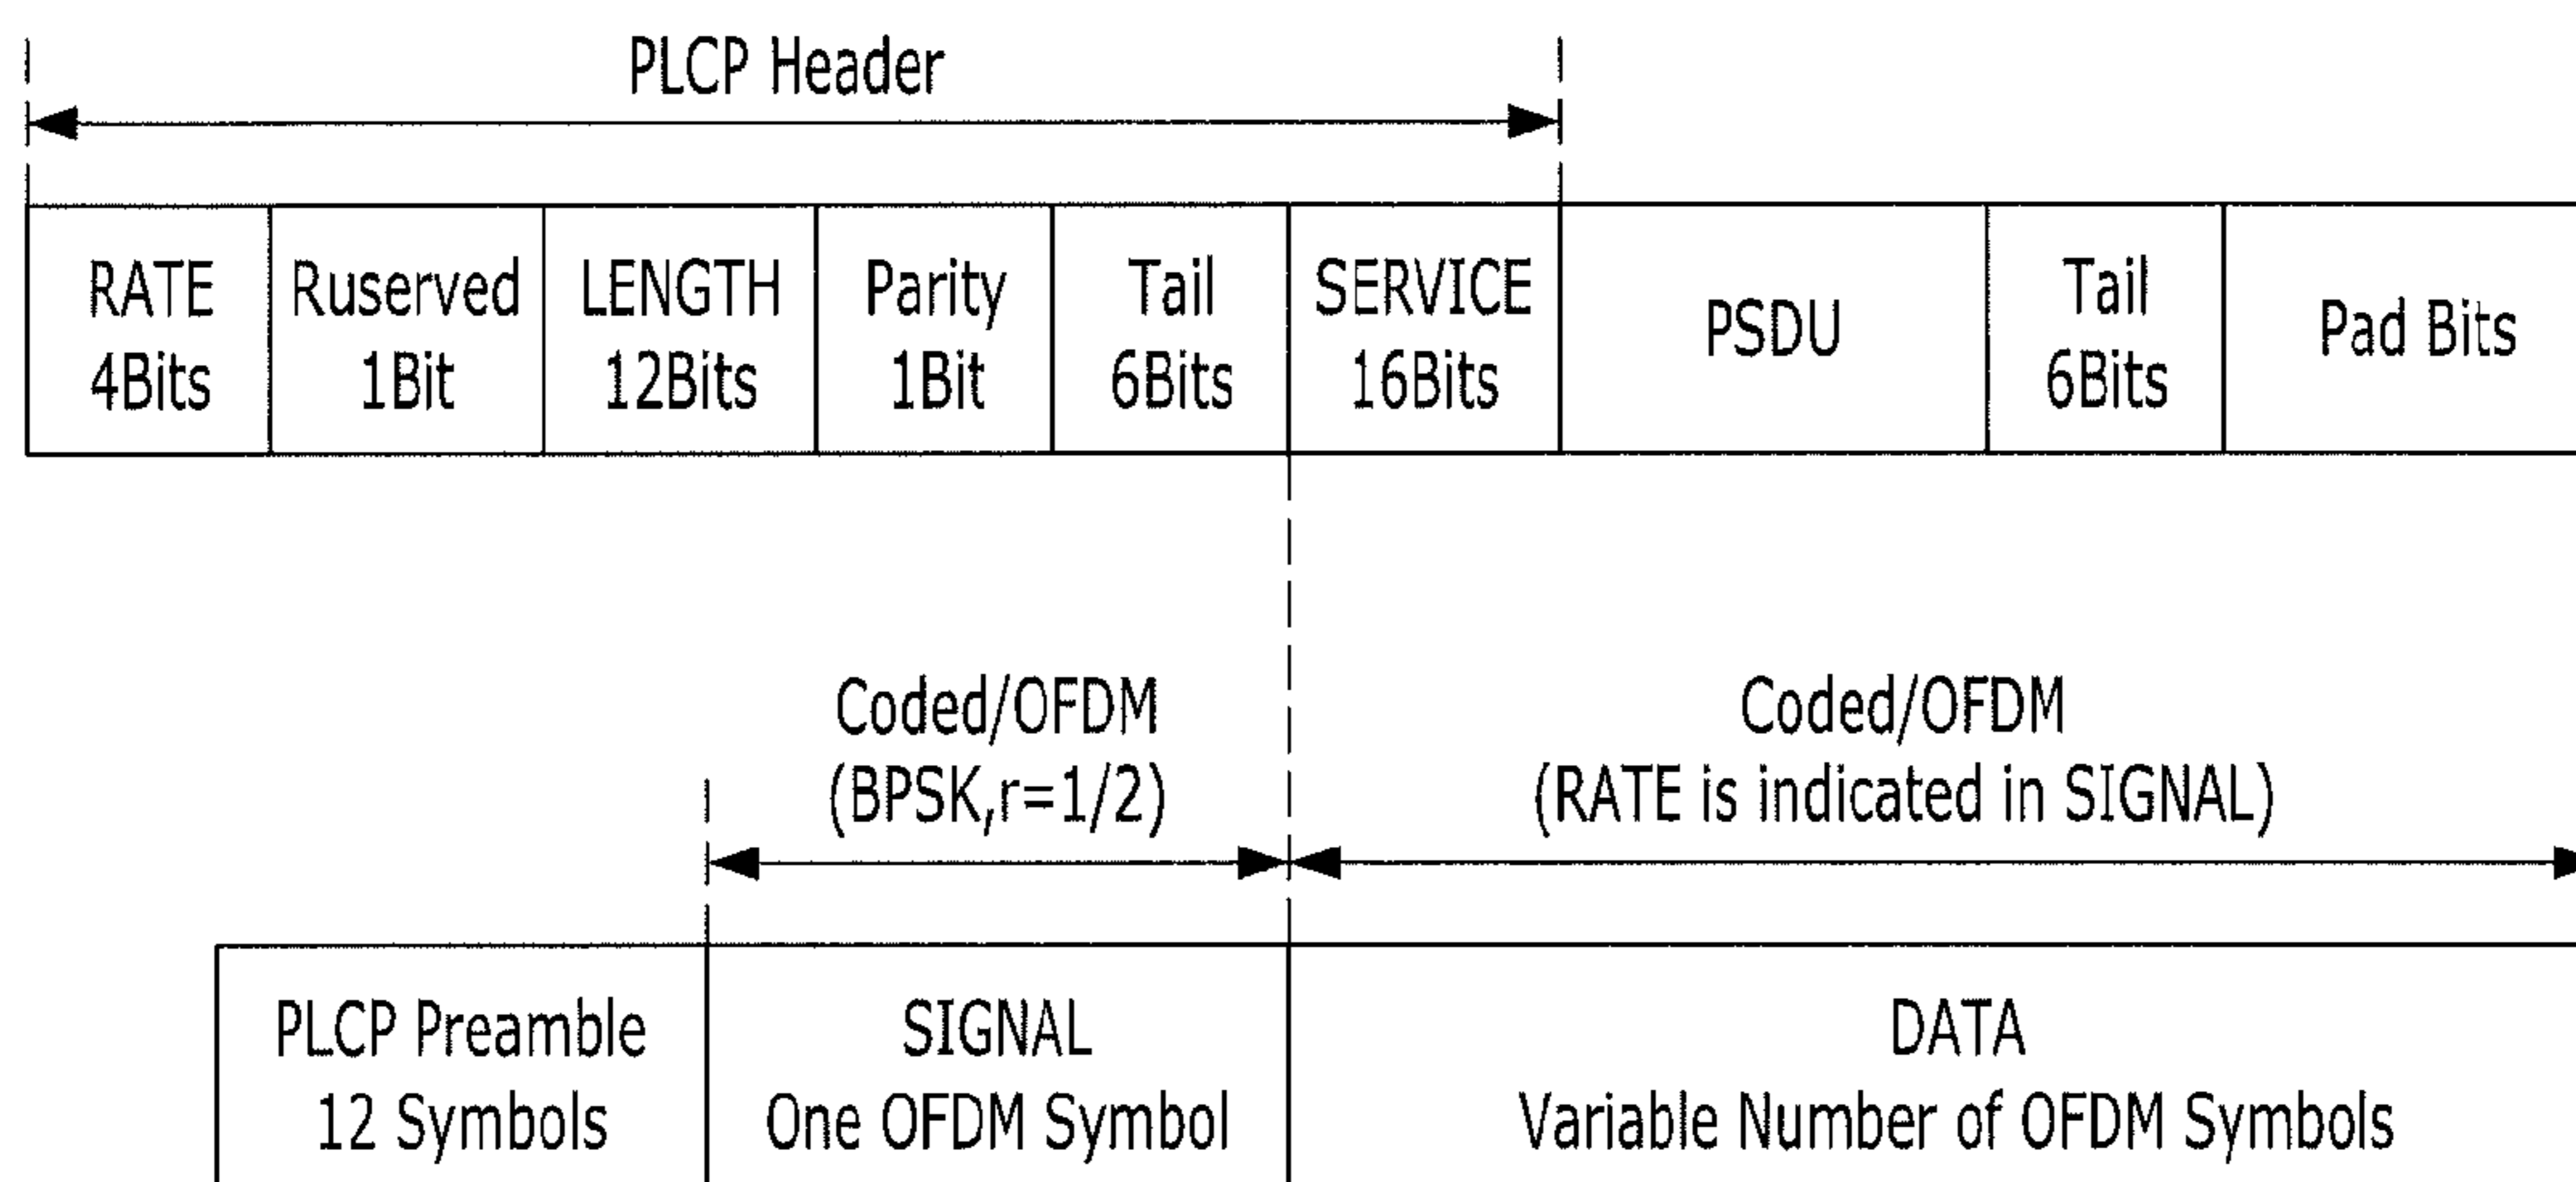 PLCP Header
RATE
4Bits
Ruserved
1Bit
LENGTH
12Bits
Parity
1Bit
Tail
6Bits
SERVICE
16Bits
PSDU
Tail
6Bits
Pad Bits
Coded/OFDM
(BPSK,r=1/2)
Coded/OFDM
(RATE is indicated in SIGNAL)
PLCP Preamble
12 Symbols
SIGNAL
One OFDM Symbol
DATA
Variable Number of OFDM Symbols